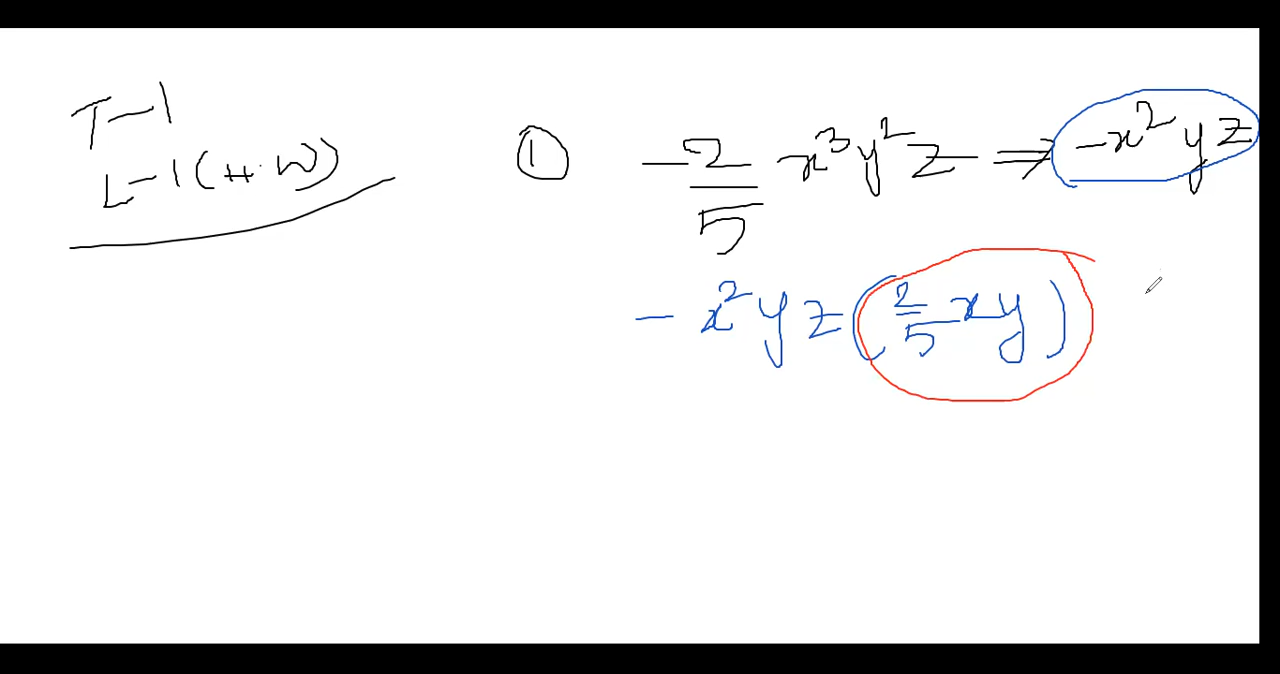 T-1
L-1 (H.W)
① -2/5 x³y²z ⇒ -x²yz
-x²yz (2/5 xy)